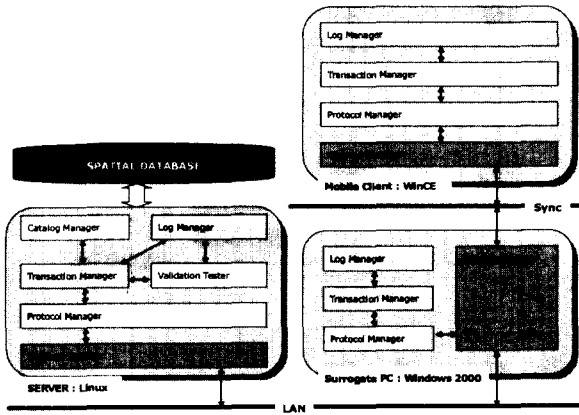 Log Manager
Transaction Manager
Protocol Manager
Mobile Client : WinCE
Sync
SPATIAL DATABASE
Catalog Manager
Log Manager
Transaction Manager
Validation Tester
Protocol Manager
SERVER : Linux
Log Manager
Transaction Manager
Protocol Manager
Surrogate PC : Windows 2000
LAN